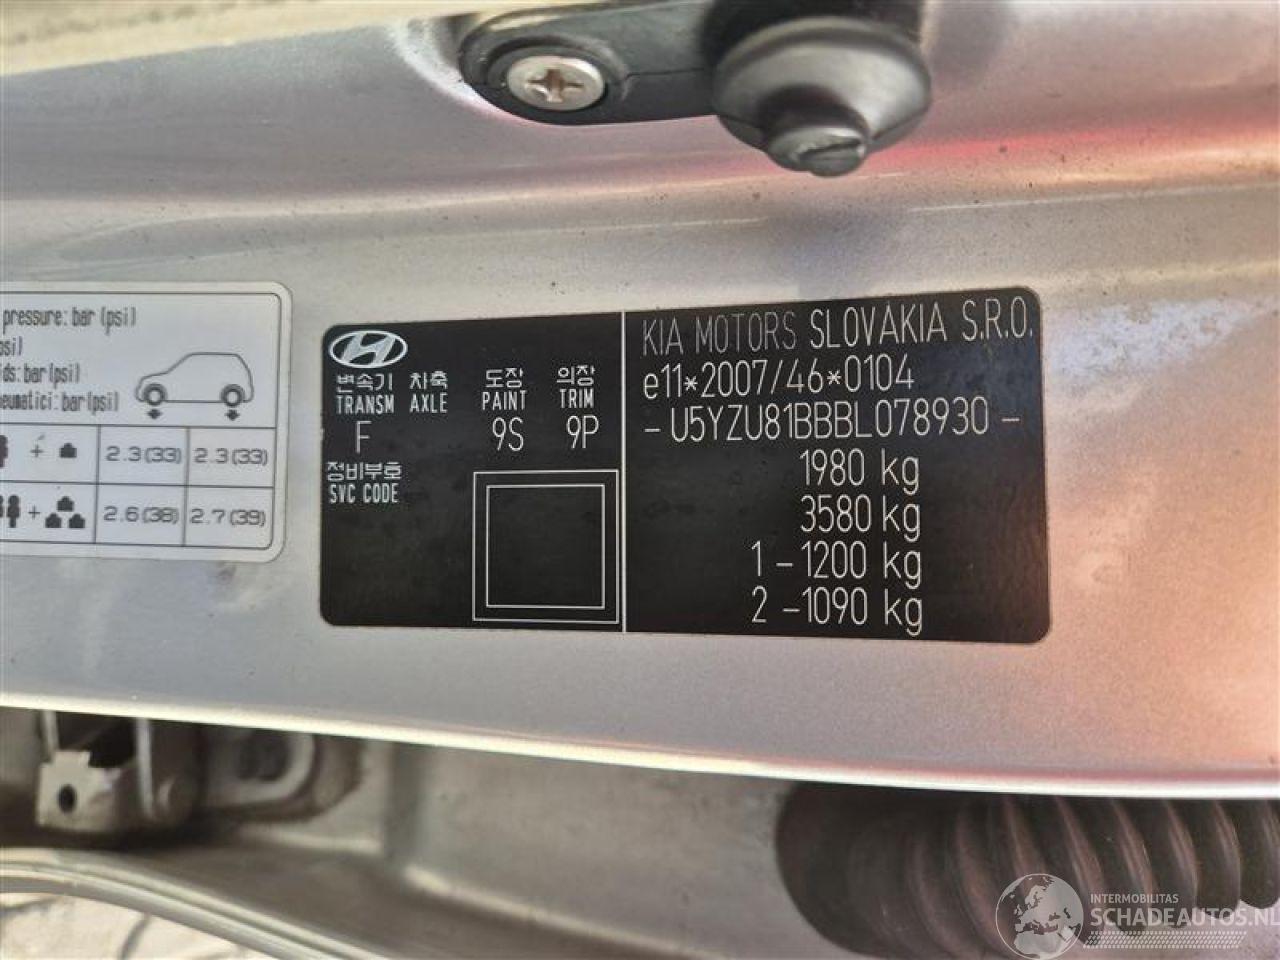 pressure: bar (psi)
psi)
ds: bar (psi)
neumatici: bar (psi)
+ 2.3 (33) 2.3 (33)
+ 2.6 (38) 2.7 (39)
변속기 차축 도장 의장
TRANSM AXLE PAINT TRIM
F 9S 9P
정비부호
SVC CODE
KIA MOTORS SLOVAKIA S.R.O.
e11*2007/46*0104
- U5YZU81BBBL078930 -
1980 kg
3580 kg
1 - 1200 kg
2 - 1090 kg
INTERMOBILITAS
SCHADEAUTOS.NL